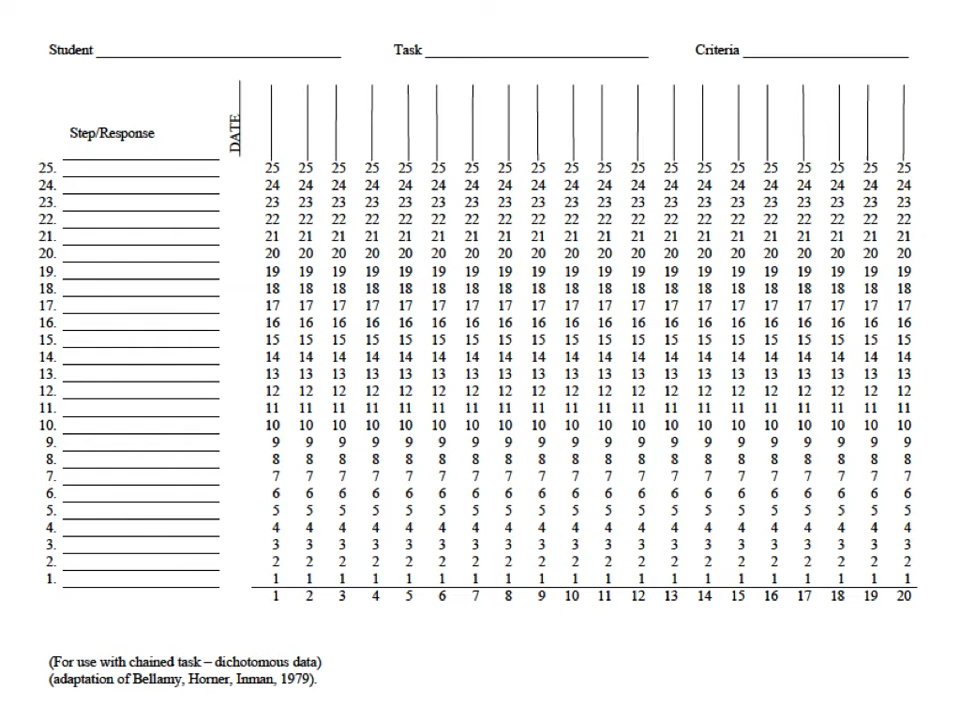 Student Task Criteria
DATE
Step/Response
25. 25 25 25 25 25 25 25 25 25 25 25 25 25 25 25 25 25 25 25 25
24. 24 24 24 24 24 24 24 24 24 24 24 24 24 24 24 24 24 24 24 24
23. 23 23 23 23 23 23 23 23 23 23 23 23 23 23 23 23 23 23 23 23
22. 22 22 22 22 22 22 22 22 22 22 22 22 22 22 22 22 22 22 22 22
21. 21 21 21 21 21 21 21 21 21 21 21 21 21 21 21 21 21 21 21 21
20. 20 20 20 20 20 20 20 20 20 20 20 20 20 20 20 20 20 20 20 20
19. 19 19 19 19 19 19 19 19 19 19 19 19 19 19 19 19 19 19 19 19
18. 18 18 18 18 18 18 18 18 18 18 18 18 18 18 18 18 18 18 18 18
17. 17 17 17 17 17 17 17 17 17 17 17 17 17 17 17 17 17 17 17 17
16. 16 16 16 16 16 16 16 16 16 16 16 16 16 16 16 16 16 16 16 16
15. 15 15 15 15 15 15 15 15 15 15 15 15 15 15 15 15 15 15 15 15
14. 14 14 14 14 14 14 14 14 14 14 14 14 14 14 14 14 14 14 14 14
13. 13 13 13 13 13 13 13 13 13 13 13 13 13 13 13 13 13 13 13 13
12. 12 12 12 12 12 12 12 12 12 12 12 12 12 12 12 12 12 12 12 12
11. 11 11 11 11 11 11 11 11 11 11 11 11 11 11 11 11 11 11 11 11
10. 10 10 10 10 10 10 10 10 10 10 10 10 10 10 10 10 10 10 10 10
9. 9 9 9 9 9 9 9 9 9 9 9 9 9 9 9 9 9 9 9 9
8. 8 8 8 8 8 8 8 8 8 8 8 8 8 8 8 8 8 8 8 8
7. 7 7 7 7 7 7 7 7 7 7 7 7 7 7 7 7 7 7 7 7
6. 6 6 6 6 6 6 6 6 6 6 6 6 6 6 6 6 6 6 6 6
5. 5 5 5 5 5 5 5 5 5 5 5 5 5 5 5 5 5 5 5 5
4. 4 4 4 4 4 4 4 4 4 4 4 4 4 4 4 4 4 4 4 4
3. 3 3 3 3 3 3 3 3 3 3 3 3 3 3 3 3 3 3 3 3
2. 2 2 2 2 2 2 2 2 2 2 2 2 2 2 2 2 2 2 2 2
1. 1 1 1 1 1 1 1 1 1 1 1 1 1 1 1 1 1 1 1 1
1 2 3 4 5 6 7 8 9 10 11 12 13 14 15 16 17 18 19 20
(For use with chained task – dichotomous data)
(adaptation of Bellamy, Horner, Inman, 1979).